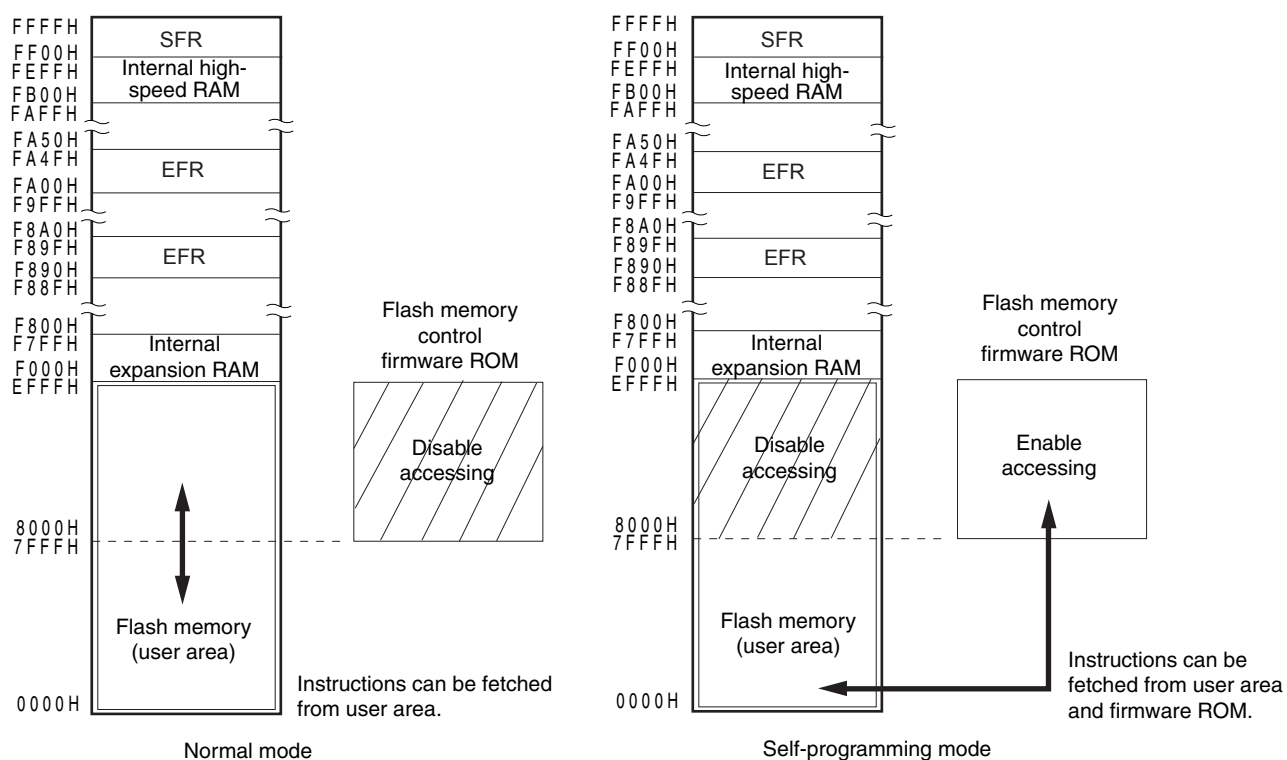 FFFFH
SFR
FF00H
FEFFH
Internal high-
speed RAM
FB00H
FAFFH
FA50H
FA4FH
EFR
FA00H
F9FFH
F8A0H
F89FH
EFR
F890H
F88FH
F800H
F7FFH
Internal
expansion RAM
F000H
EFFFH
Flash memory
control
firmware ROM
Disable
accessing
8000H
7FFFH
Flash memory
(user area)
0000H
Instructions can be fetched
from user area.
Normal mode
FFFFH
SFR
FF00H
FEFFH
Internal high-
speed RAM
FB00H
FAFFH
FA50H
FA4FH
EFR
FA00H
F9FFH
F8A0H
F89FH
EFR
F890H
F88FH
F800H
F7FFH
Internal
expansion RAM
F000H
EFFFH
Disable
accessing
Flash memory
control
firmware ROM
Enable
accessing
8000H
7FFFH
Flash memory
(user area)
0000H
Instructions can be
fetched from user area
and firmware ROM.
Self-programming mode